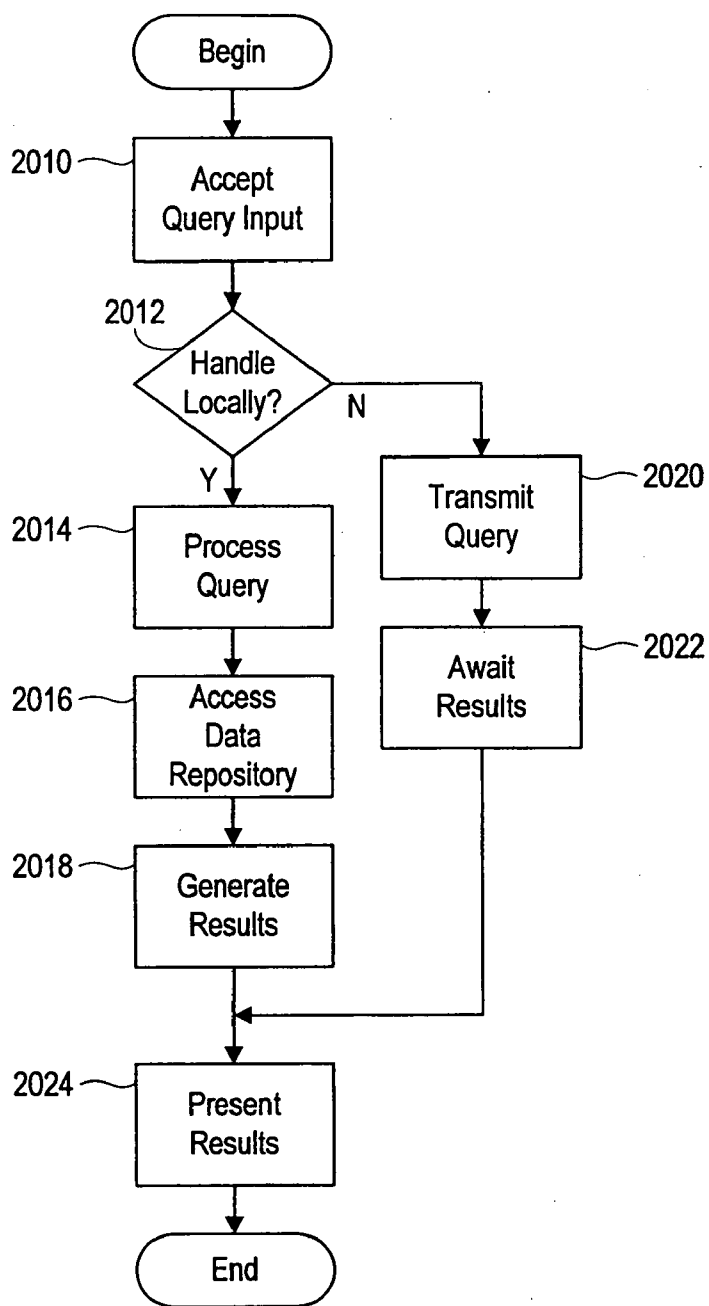 Begin
2010
Accept
Query Input
2012
Handle
Locally?
N
Y
2020
Transmit
Query
2014
Process
Query
2022
Await
Results
2016
Access
Data
Repository
2018
Generate
Results
2024
Present
Results
End